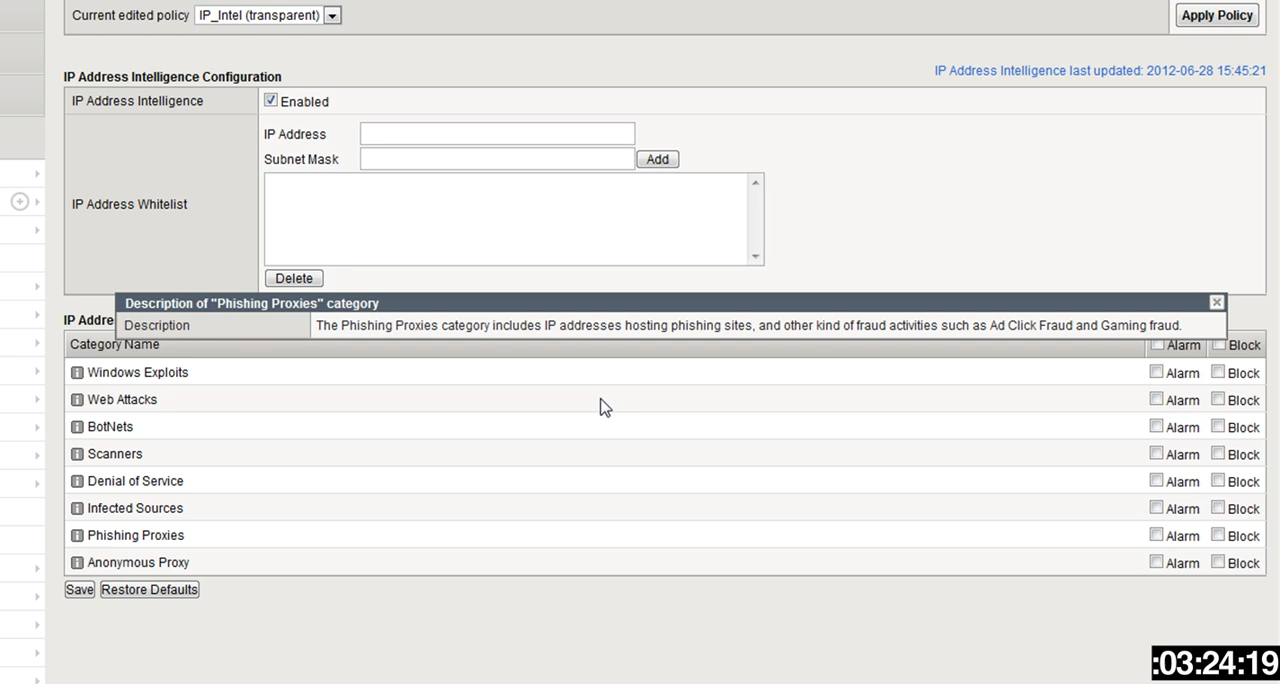 Current edited policy IP_Intel (transparent) Apply Policy
IP Address Intelligence Configuration IP Address Intelligence last updated: 2012-06-28 15:45:21
IP Address Intelligence Enabled
IP Address
Subnet Mask Add
IP Address Whitelist
Delete
Description of "Phishing Proxies" category
IP Addre
Description The Phishing Proxies category includes IP addresses hosting phishing sites, and other kind of fraud activities such as Ad Click Fraud and Gaming fraud.
Category Name Alarm Block
Windows Exploits Alarm Block
Web Attacks Alarm Block
BotNets Alarm Block
Scanners Alarm Block
Denial of Service Alarm Block
Infected Sources Alarm Block
Phishing Proxies Alarm Block
Anonymous Proxy Alarm Block
Save Restore Defaults
:03:24:19